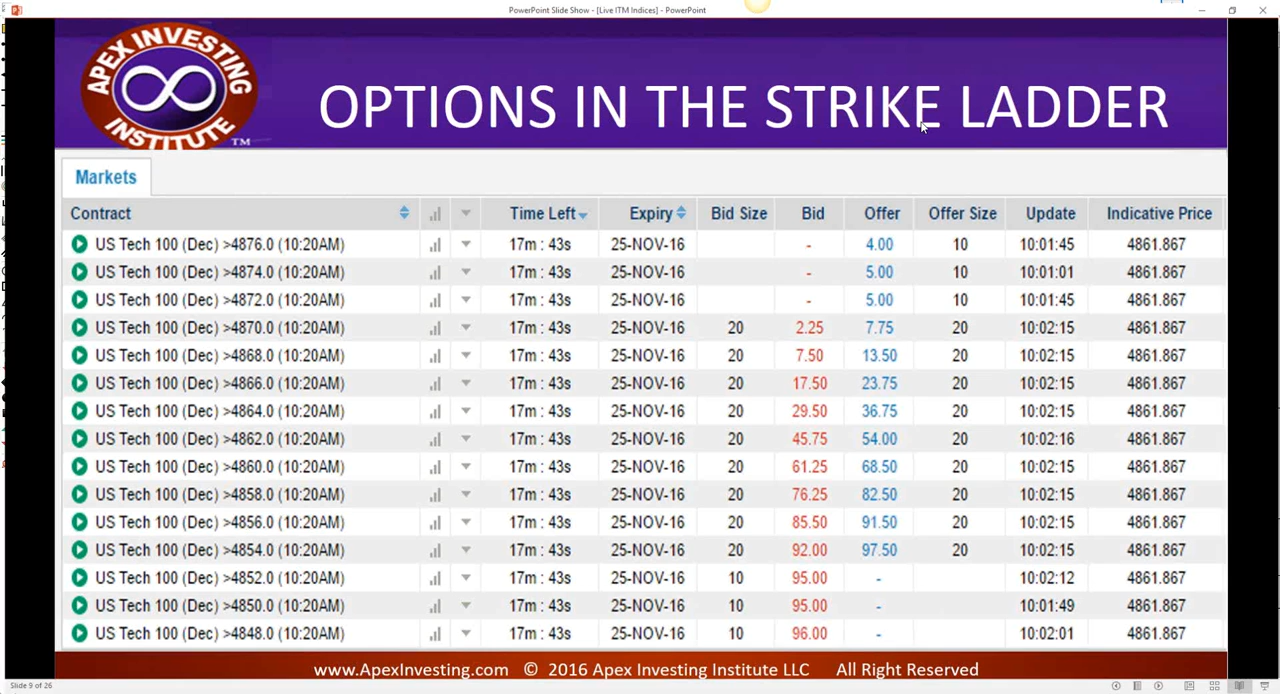 PowerPoint Slide Show - [Live ITM Indices] - PowerPoint
APEX INVESTING
INSTITUTE
TM
OPTIONS IN THE STRIKE LADDER
Markets
Contract Time Left Expiry Bid Size Bid Offer Offer Size Update Indicative Price
US Tech 100 (Dec) >4876.0 (10:20AM) 17m : 43s 25-NOV-16 - 4.00 10 10:01:45 4861.867
US Tech 100 (Dec) >4874.0 (10:20AM) 17m : 43s 25-NOV-16 - 5.00 10 10:01:01 4861.867
US Tech 100 (Dec) >4872.0 (10:20AM) 17m : 43s 25-NOV-16 - 5.00 10 10:01:45 4861.867
US Tech 100 (Dec) >4870.0 (10:20AM) 17m : 43s 25-NOV-16 20 2.25 7.75 20 10:02:15 4861.867
US Tech 100 (Dec) >4868.0 (10:20AM) 17m : 43s 25-NOV-16 20 7.50 13.50 20 10:02:15 4861.867
US Tech 100 (Dec) >4866.0 (10:20AM) 17m : 43s 25-NOV-16 20 17.50 23.75 20 10:02:15 4861.867
US Tech 100 (Dec) >4864.0 (10:20AM) 17m : 43s 25-NOV-16 20 29.50 36.75 20 10:02:15 4861.867
US Tech 100 (Dec) >4862.0 (10:20AM) 17m : 43s 25-NOV-16 20 45.75 54.00 20 10:02:16 4861.867
US Tech 100 (Dec) >4860.0 (10:20AM) 17m : 43s 25-NOV-16 20 61.25 68.50 20 10:02:15 4861.867
US Tech 100 (Dec) >4858.0 (10:20AM) 17m : 43s 25-NOV-16 20 76.25 82.50 20 10:02:15 4861.867
US Tech 100 (Dec) >4856.0 (10:20AM) 17m : 43s 25-NOV-16 20 85.50 91.50 20 10:02:15 4861.867
US Tech 100 (Dec) >4854.0 (10:20AM) 17m : 43s 25-NOV-16 20 92.00 97.50 20 10:02:15 4861.867
US Tech 100 (Dec) >4852.0 (10:20AM) 17m : 43s 25-NOV-16 10 95.00 - 10:02:12 4861.867
US Tech 100 (Dec) >4850.0 (10:20AM) 17m : 43s 25-NOV-16 10 95.00 - 10:01:49 4861.867
US Tech 100 (Dec) >4848.0 (10:20AM) 17m : 43s 25-NOV-16 10 96.00 - 10:02:01 4861.867
www.ApexInvesting.com © 2016 Apex Investing Institute LLC All Right Reserved
Slide 9 of 26